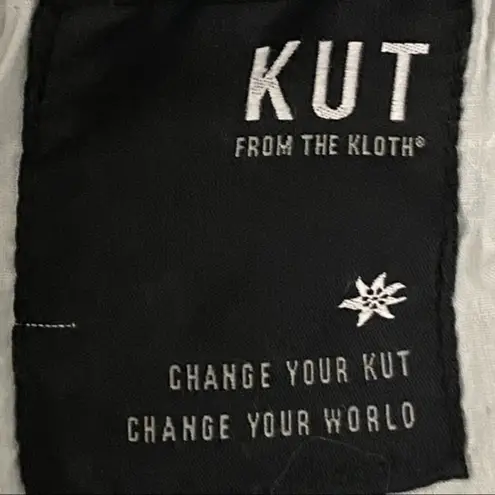 KUT
FROM THE KLOTH®
CHANGE YOUR KUT
CHANGE YOUR WORLD